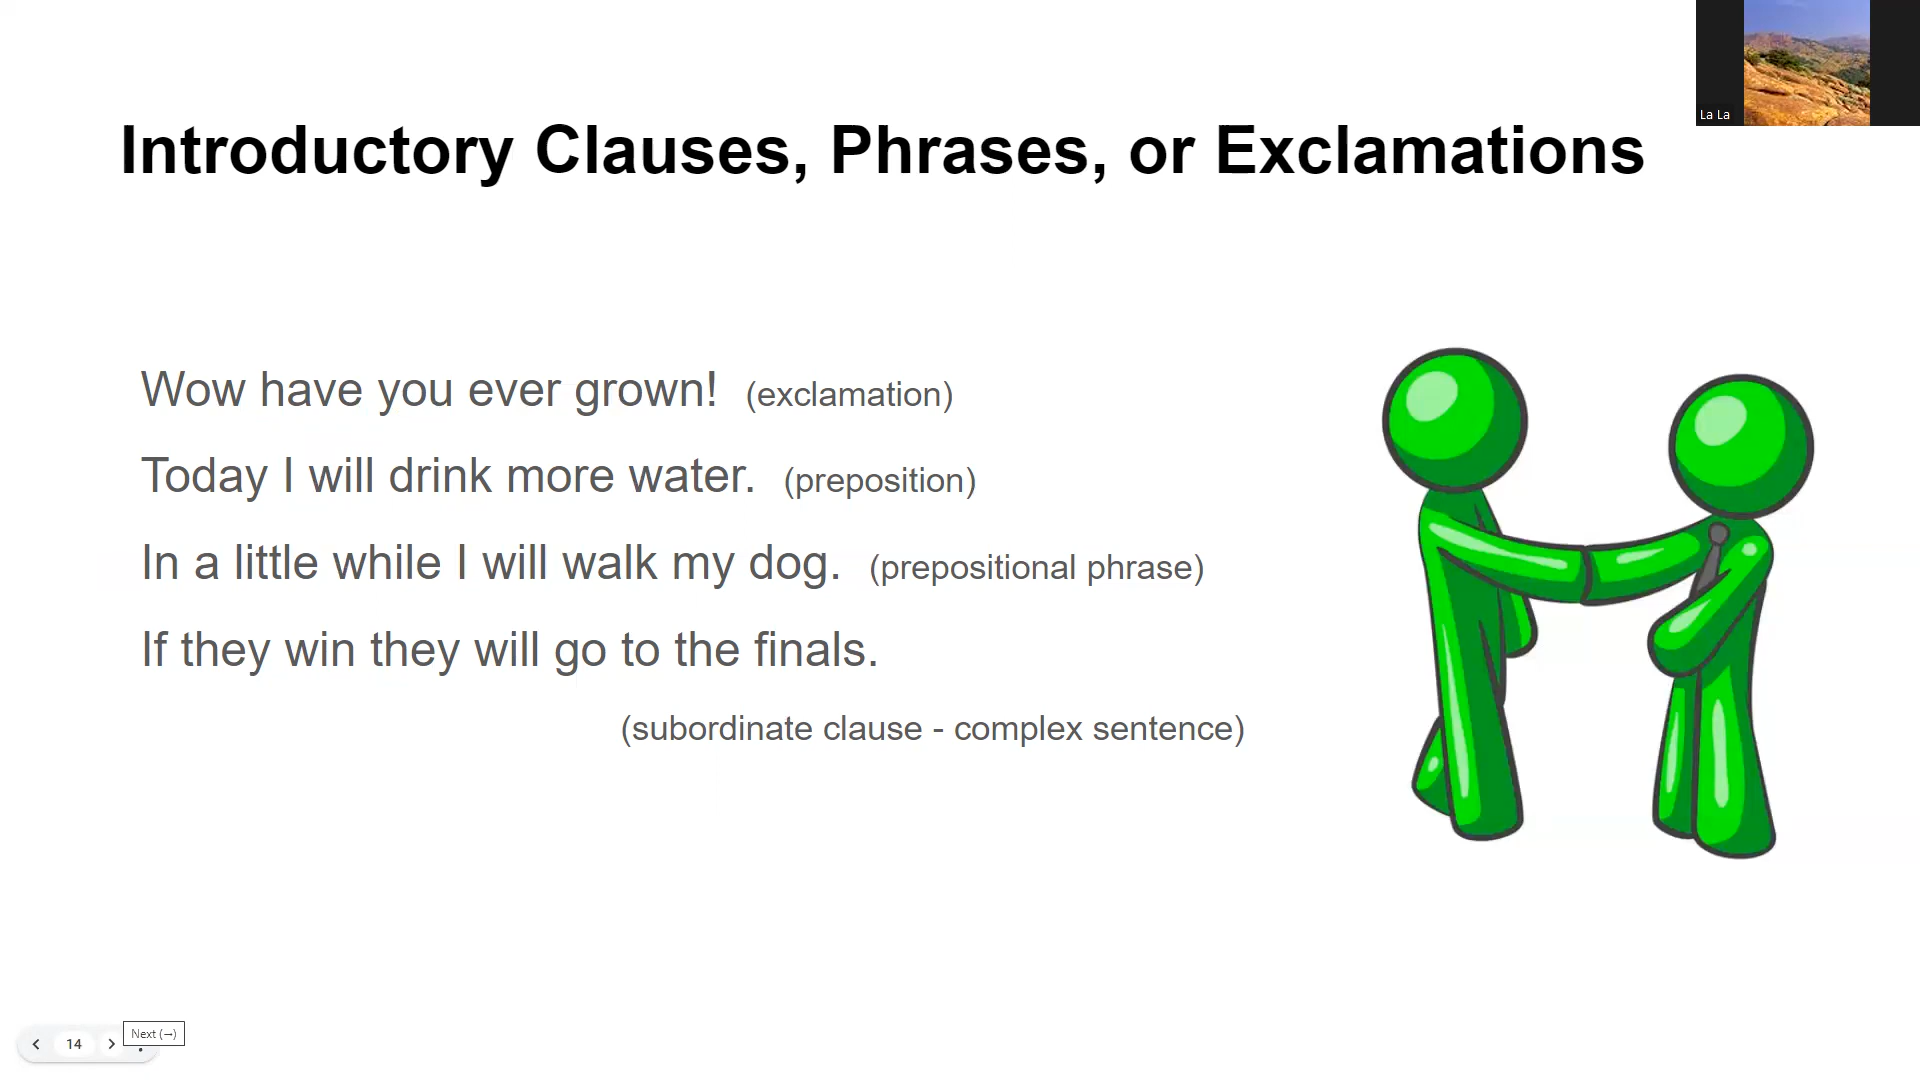 La La
Introductory Clauses, Phrases, or Exclamations
Wow have you ever grown! (exclamation)
Today I will drink more water. (preposition)
In a little while I will walk my dog. (prepositional phrase)
If they win they will go to the finals.
(subordinate clause - complex sentence)
Next (→)
14